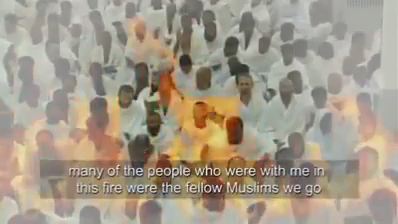 many of the people who were with me in
this fire were the fellow Muslims we go